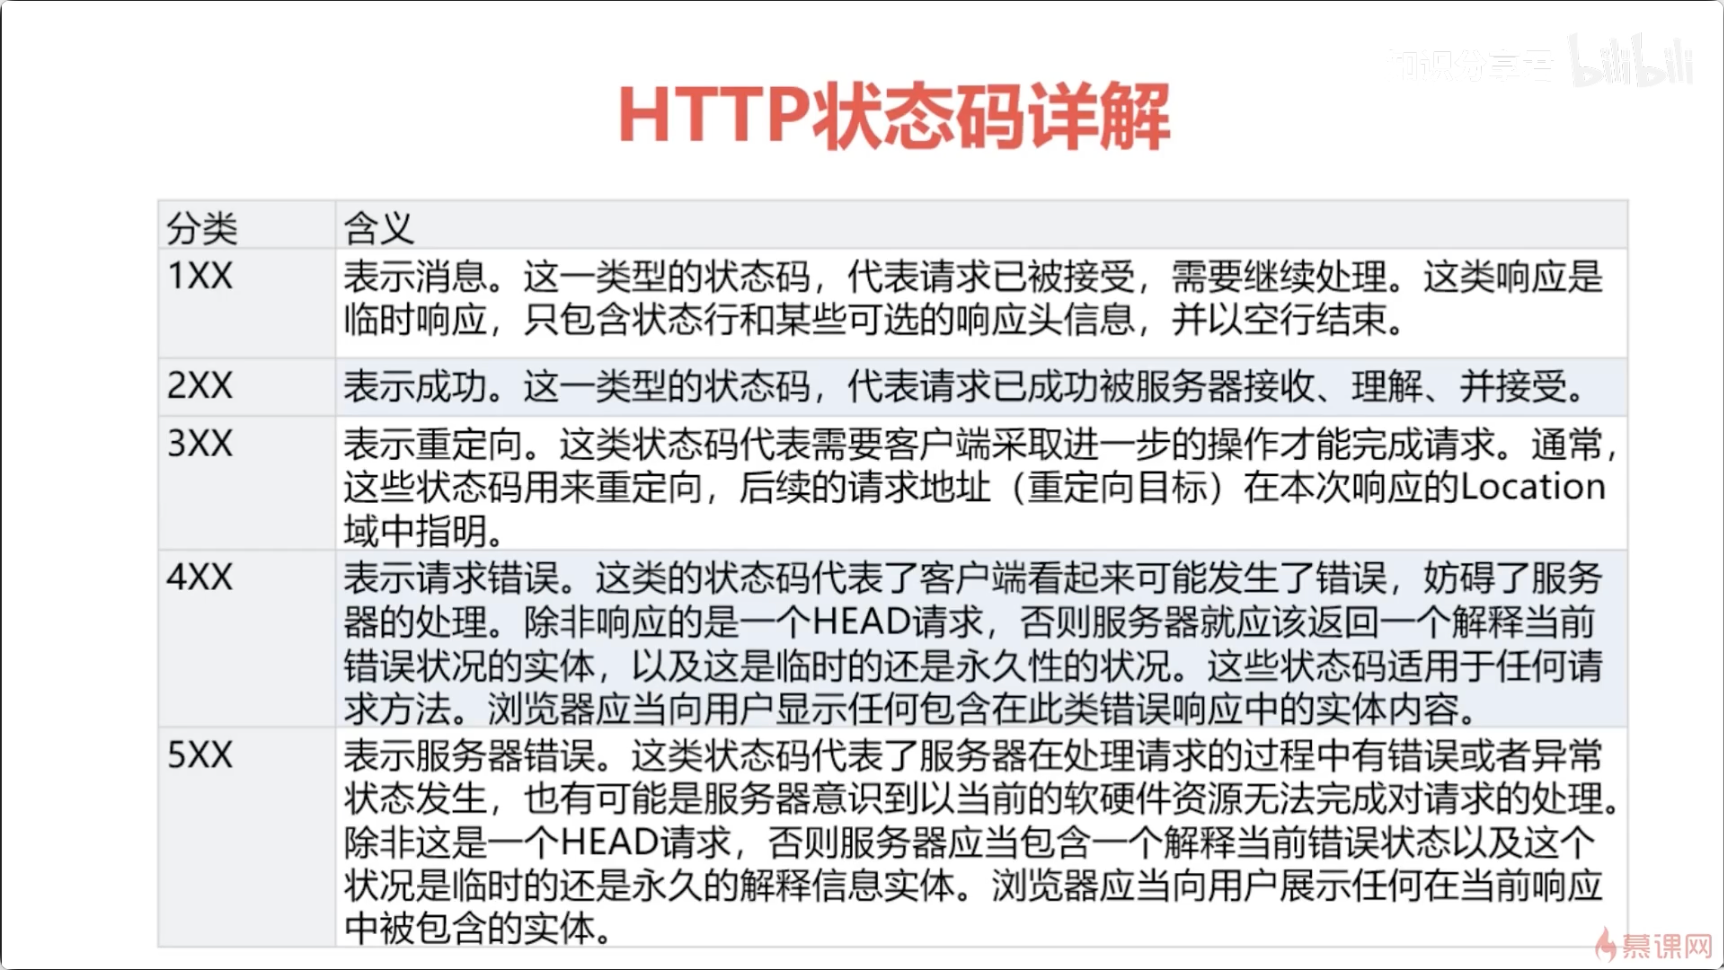 bilibili
HTTP状态码详解
分类
含义
1XX
表示消息。这一类型的状态码，代表请求已被接受，需要继续处理。这类响应是
临时响应，只包含状态行和某些可选的响应头信息，并以空行结束。
2XX
表示成功。这一类型的状态码，代表请求已成功被服务器接收、理解、并接受。
3XX
表示重定向。这类状态码代表需要客户端采取进一步的操作才能完成请求。通常，
这些状态码用来重定向，后续的请求地址（重定向目标）在本次响应的Location
域中指明。
4XX
表示请求错误。这类的状态码代表了客户端看起来可能发生了错误，妨碍了服务
器的处理。除非响应的是一个HEAD请求，否则服务器就应该返回一个解释当前
错误状况的实体，以及这是临时的还是永久性的状况。这些状态码适用于任何请
求方法。浏览器应当向用户显示任何包含在此类错误响应中的实体内容。
5XX
表示服务器错误。这类状态码代表了服务器在处理请求的过程中有错误或者异常
状态发生，也有可能是服务器意识到以当前的软硬件资源无法完成对请求的处理。
除非这是一个HEAD请求，否则服务器应当包含一个解释当前错误状态以及这个
状况是临时的还是永久的解释信息实体。浏览器应当向用户展示任何在当前响应
中被包含的实体。
慕课网